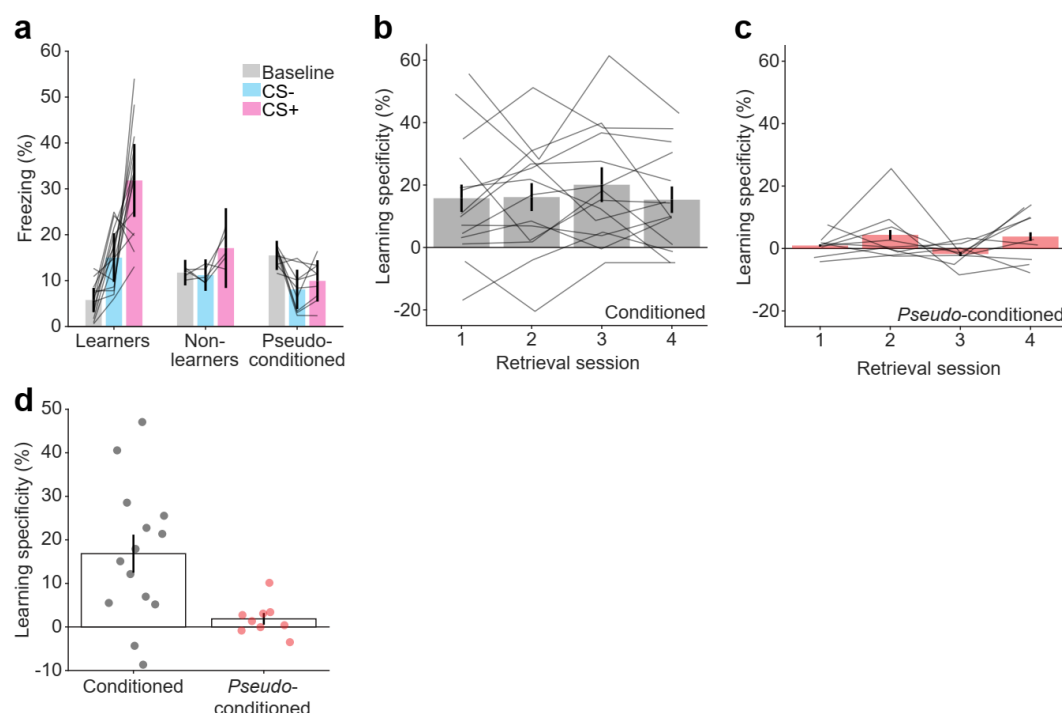 a
60
50
40
30
20
10
0
Freezing (%)
Baseline
CS-
CS+
Learners
Non-
learners
Pseudo-
conditioned
b
60
40
20
0
-20
Learning specificity (%)
Conditioned
1 2 3 4
Retrieval session
c
60
40
20
0
-20
Learning specificity (%)
Pseudo-conditioned
1 2 3 4
Retrieval session
d
50
40
30
20
10
0
-10
Learning specificity (%)
Conditioned
Pseudo-
conditioned